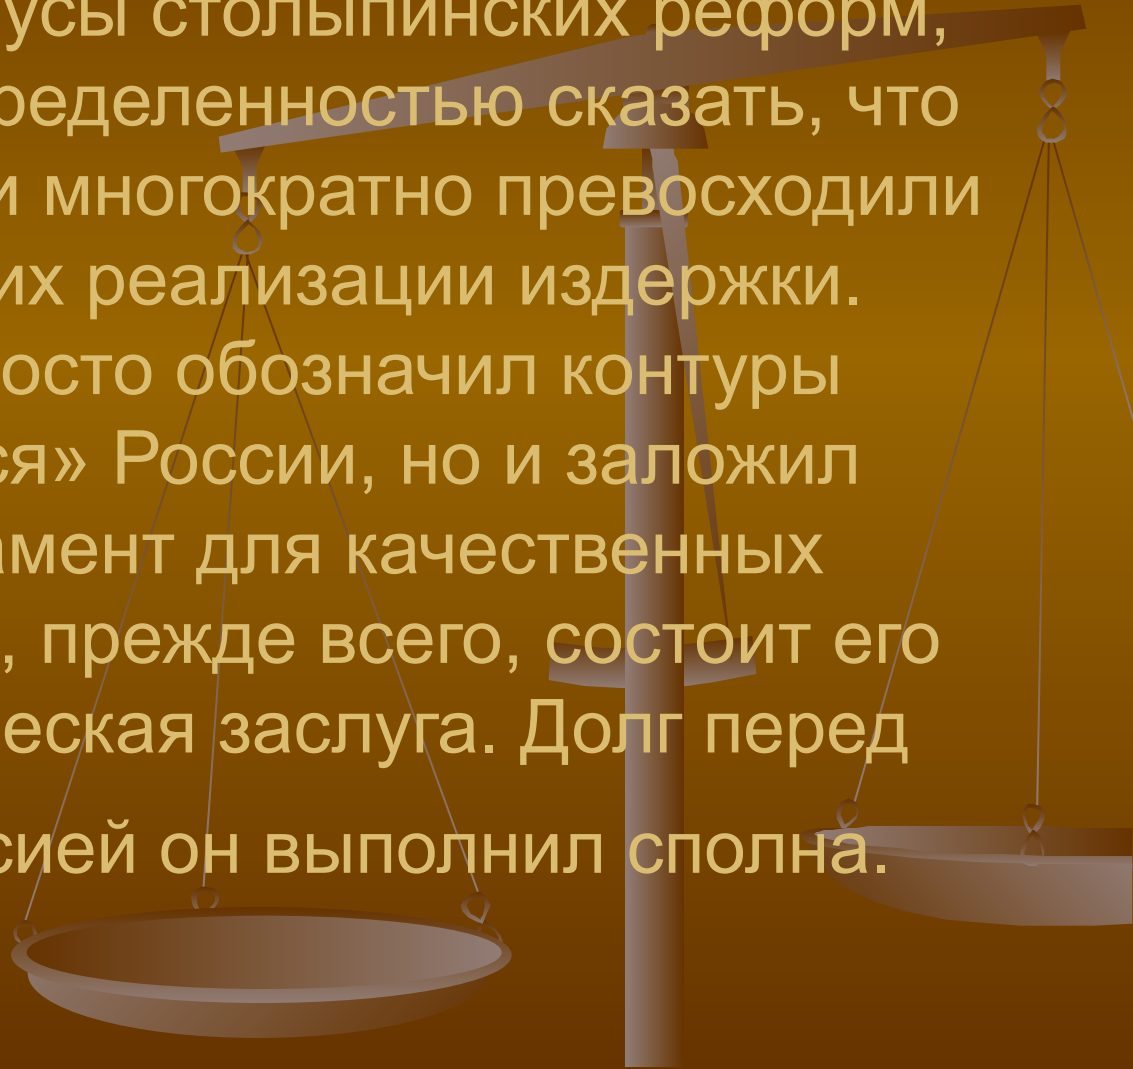 усы столыпинских реформ,
ределенностью сказать, что
и многократно превосходили
их реализации издержки.
осто обозначил контуры
ся» России, но и заложил
амент для качественных
, прежде всего, состоит его
еская заслуга. Долг перед
сией он выполнил сполна.